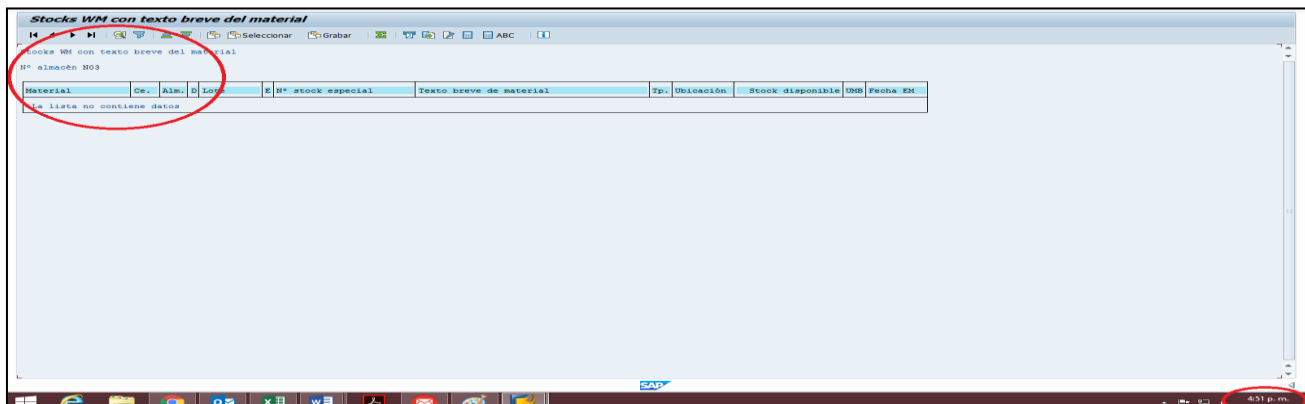 Stocks WM con texto breve del material
Seleccionar Grabar ABC
Stocks WM con texto breve del material
Nº almacén N03
Material Ce. Alm. D Lote E Nº stock especial Texto breve de material Tp. Ubicación Stock disponible UMB Fecha EM
La lista no contiene datos
SAP
4:51 p. m.